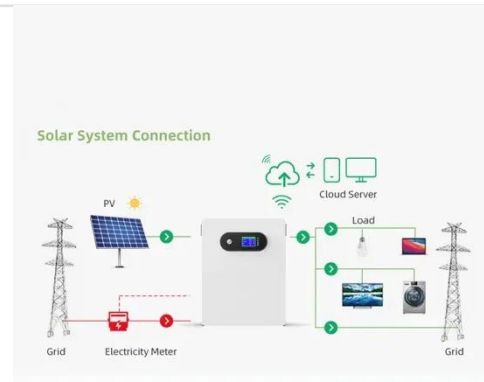 Solar System Connection
Cloud Server
PV
Load
Grid
Electricity Meter
Grid